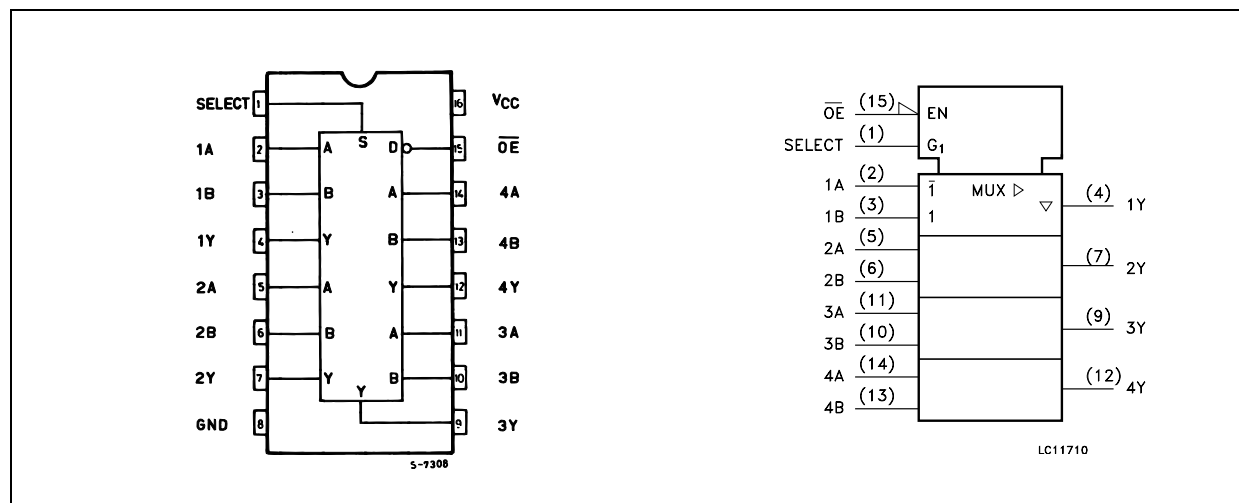 SELECT 1 16 VCC
S D
1A 2 A 15 OE
1B 3 B A 14 4A
1Y 4 Y B 13 4B
2A 5 A Y 12 4Y
2B 6 B A 11 3A
2Y 7 Y B 10 3B
Y
GND 8 9 3Y
S-7308
OE (15) EN
SELECT (1) G1
1A (2) 1̅ MUX ▷
1B (3) 1 ▽ (4) 1Y
2A (5)
2B (6) (7) 2Y
3A (11)
3B (10) (9) 3Y
4A (14)
4B (13) (12) 4Y
LC11710